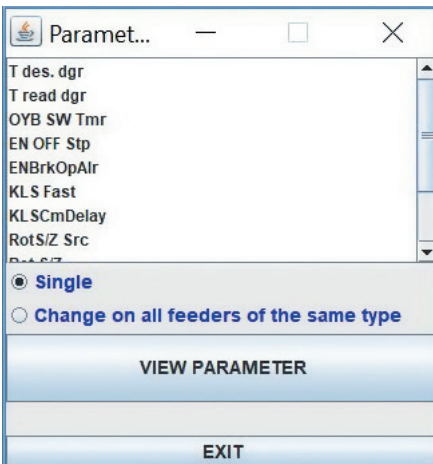 Paramet...
T des. dgr
T read dgr
OYB SW Tmr
EN OFF Stp
ENBrkOpAlr
KLS Fast
KLSCmDelay
RotS/Z Src
Single
Change on all feeders of the same type
VIEW PARAMETER
EXIT